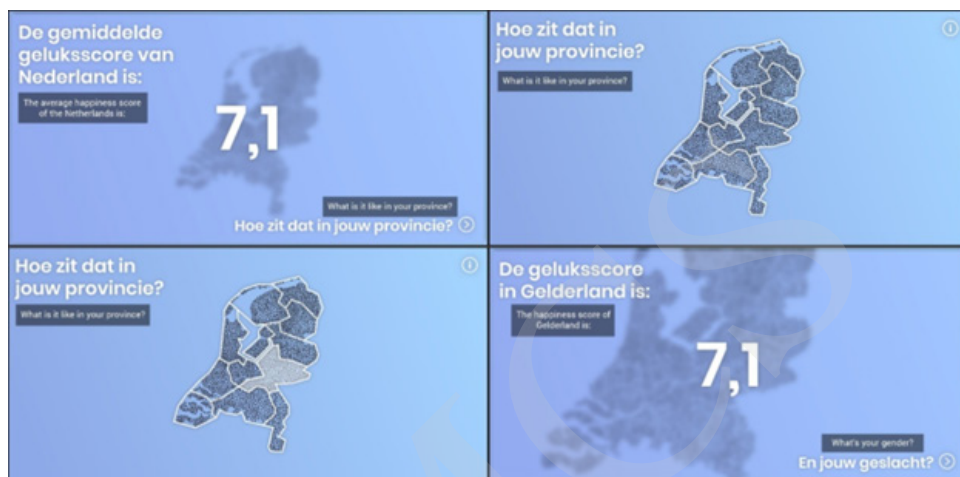 De gemiddelde
geluksscore van
Nederland is:
The average happiness score
of the Netherlands is:
7,1
What is it like in your province?
Hoe zit dat in jouw provincie?
Hoe zit dat in
jouw provincie?
What is it like in your province?
Hoe zit dat in
jouw provincie?
What is it like in your province?
De geluksscore
in Gelderland is:
The happiness score of
Gelderland is:
7,1
What's your gender?
En jouw geslacht?